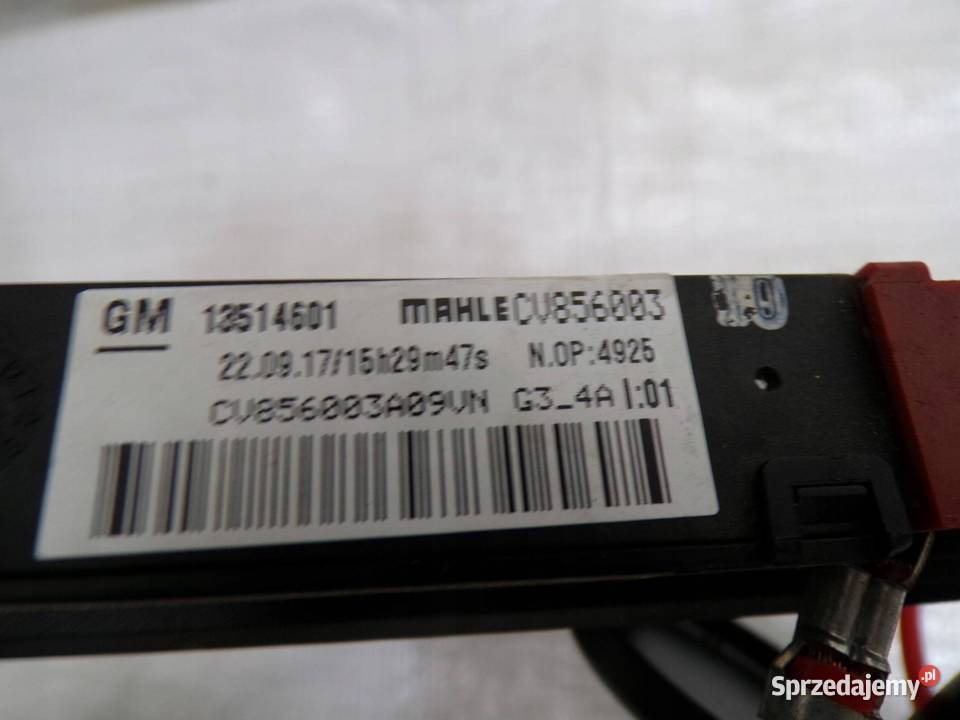 GM 13514601 MAHLE CV856003
22.09.17/15h29m47s N.OP:4925
CV856003A09VN G3_4A I:01
Sprzedajemy.pl